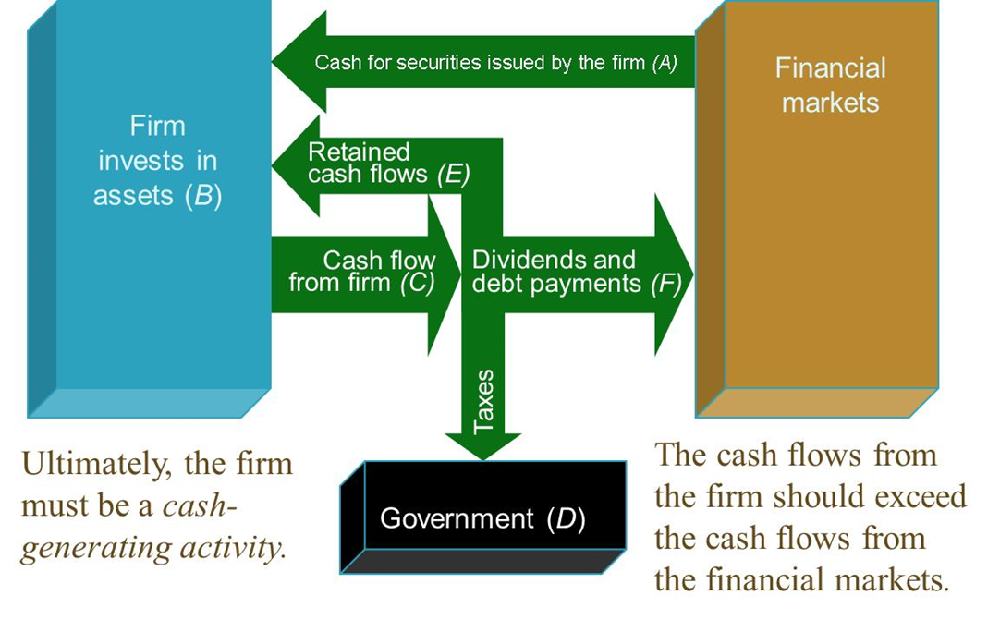 Cash for securities issued by the firm (A)
Financial
markets
Firm
invests in
assets (B)
Retained
cash flows (E)
Cash flow
from firm (C)
Dividends and
debt payments (F)
Taxes
Government (D)
Ultimately, the firm
must be a cash-
generating activity.
The cash flows from
the firm should exceed
the cash flows from
the financial markets.